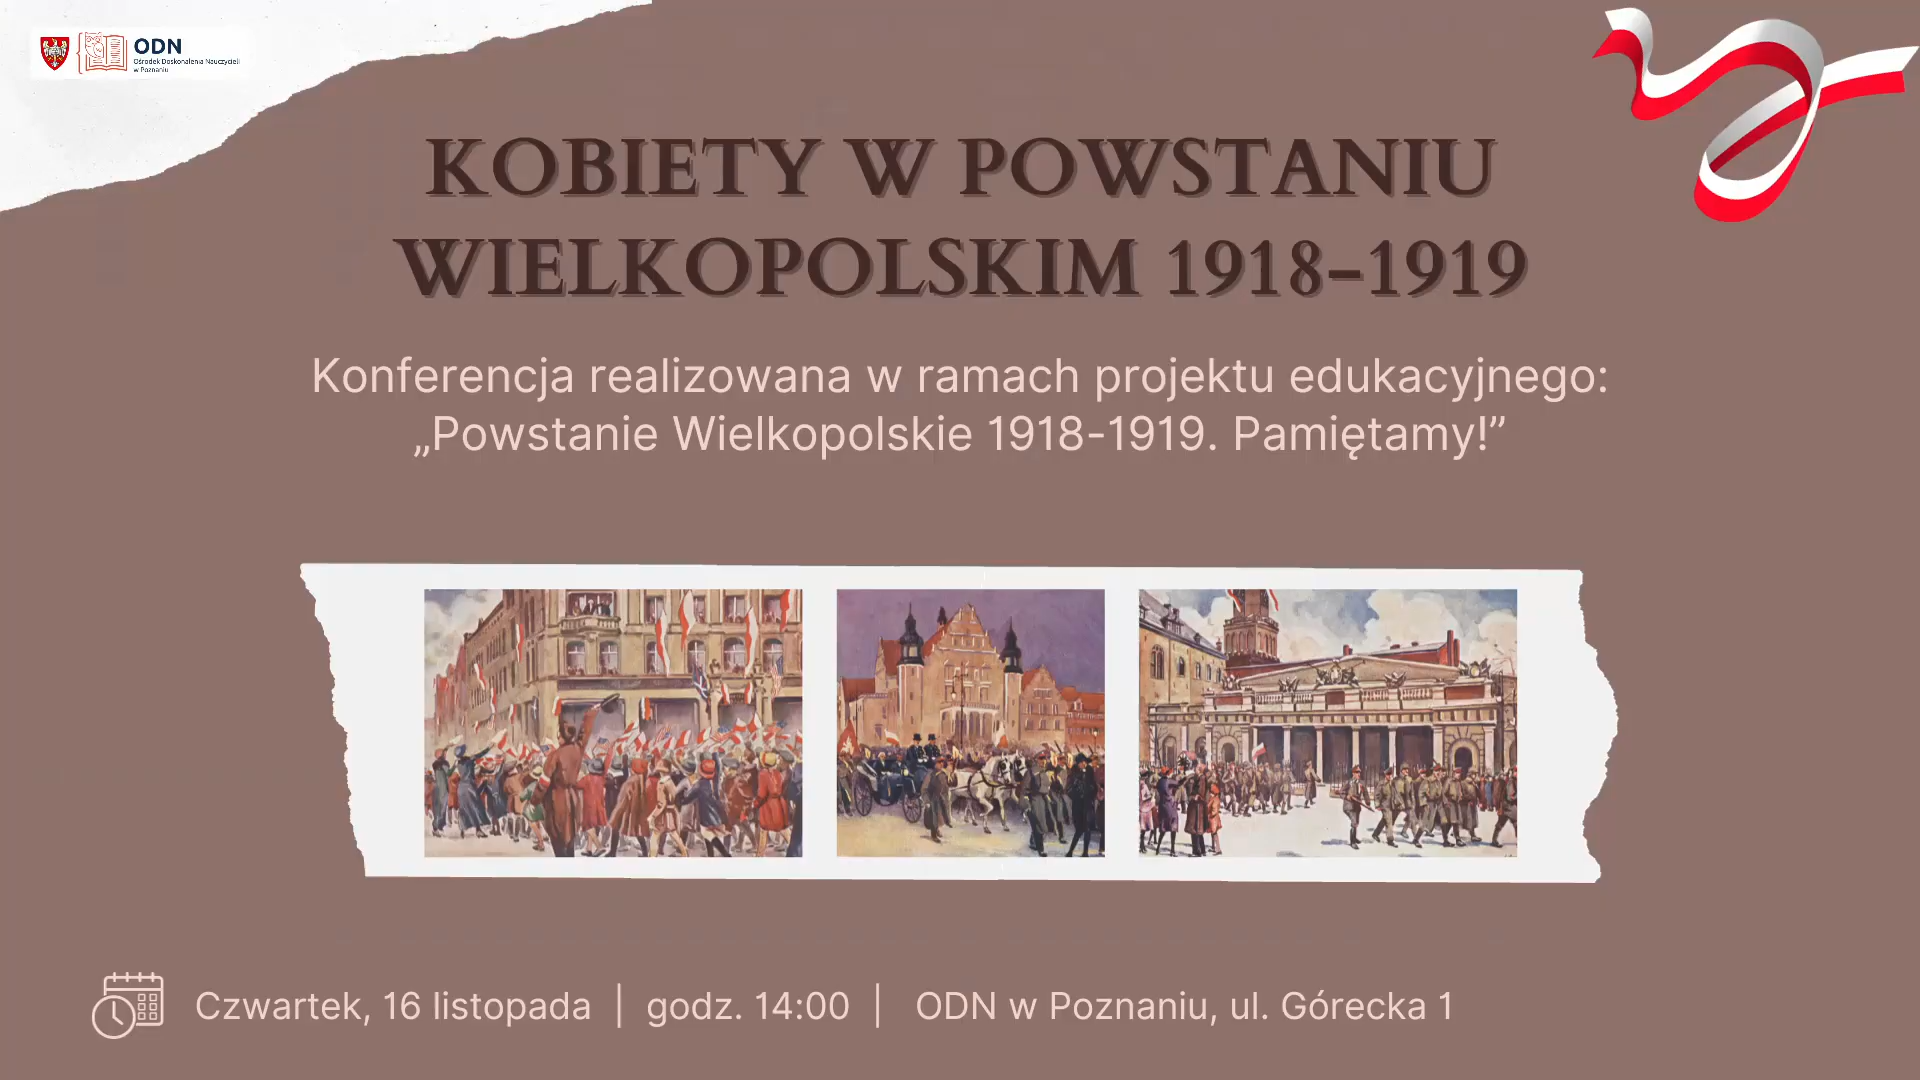 ODN
Ośrodek Doskonalenia Nauczycieli
w Poznaniu
KOBIETY W POWSTANIU
WIELKOPOLSKIM 1918-1919
Konferencja realizowana w ramach projektu edukacyjnego:
„Powstanie Wielkopolskie 1918-1919. Pamiętamy!”
Czwartek, 16 listopada | godz. 14:00 | ODN w Poznaniu, ul. Górecka 1